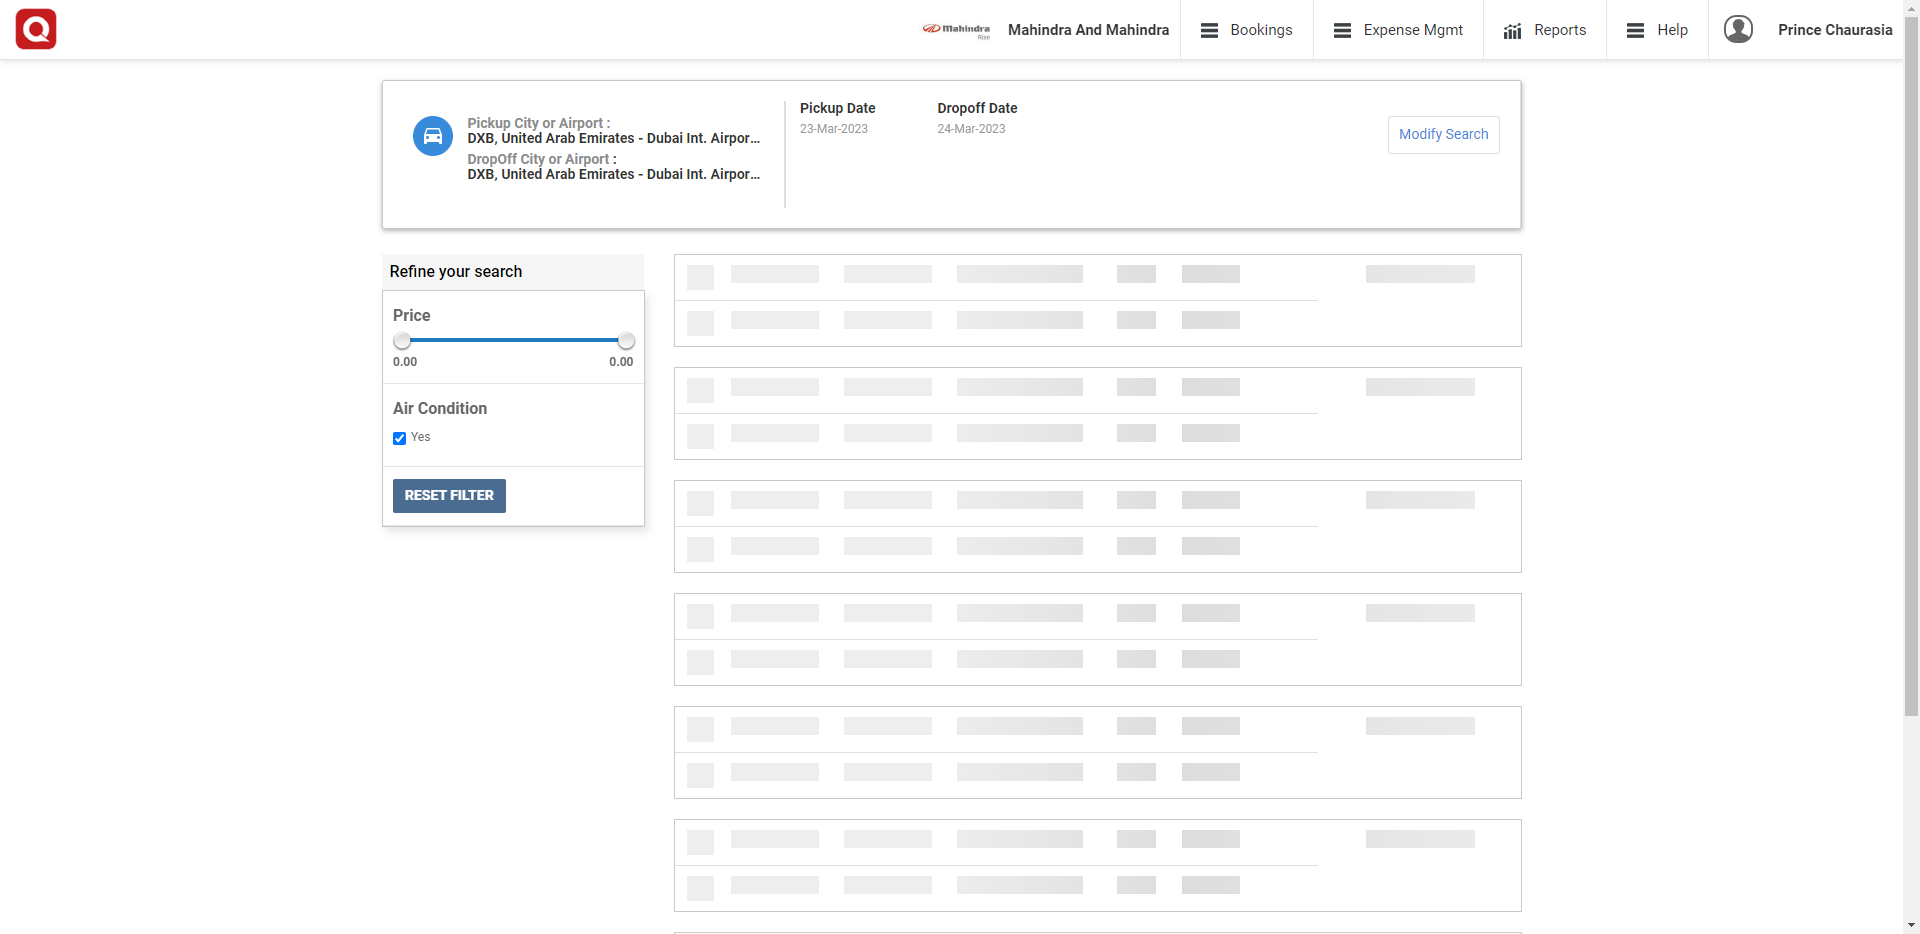 Q
Mahindra
Rise
Mahindra And Mahindra
Bookings
Expense Mgmt
Reports
Help
Prince Chaurasia
Pickup City or Airport :
DXB, United Arab Emirates - Dubai Int. Airpor...
DropOff City or Airport :
DXB, United Arab Emirates - Dubai Int. Airpor...
Pickup Date
23-Mar-2023
Dropoff Date
24-Mar-2023
Modify Search
Refine your search
Price
0.00
0.00
Air Condition
Yes
RESET FILTER